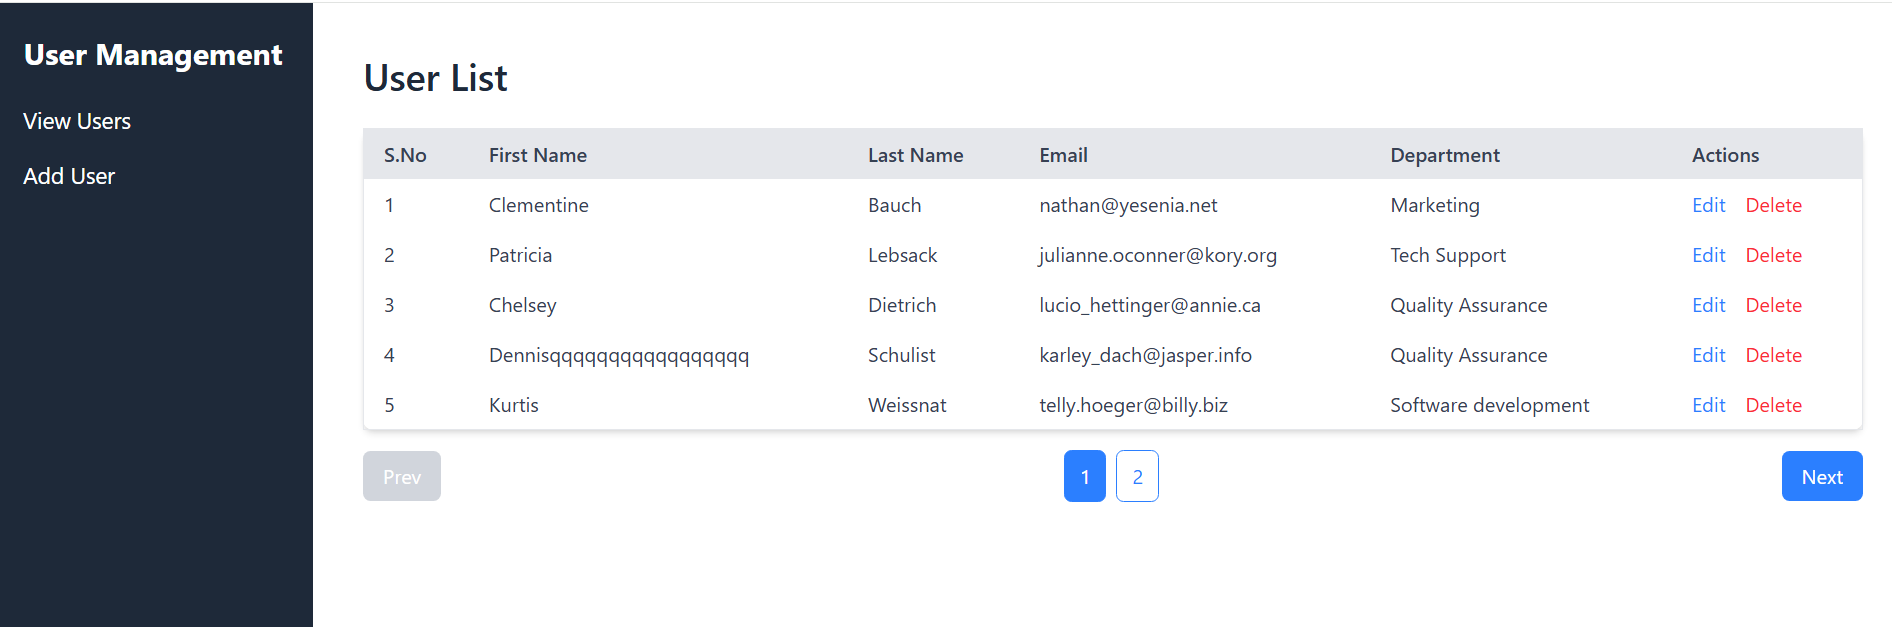 User Management
View Users
Add User
User List
S.No First Name Last Name Email Department Actions
1 Clementine Bauch nathan@yesenia.net Marketing Edit Delete
2 Patricia Lebsack julianne.oconner@kory.org Tech Support Edit Delete
3 Chelsey Dietrich lucio_hettinger@annie.ca Quality Assurance Edit Delete
4 Dennisqqqqqqqqqqqqqqqqq Schulist karley_dach@jasper.info Quality Assurance Edit Delete
5 Kurtis Weissnat telly.hoeger@billy.biz Software development Edit Delete
Prev 1 2 Next